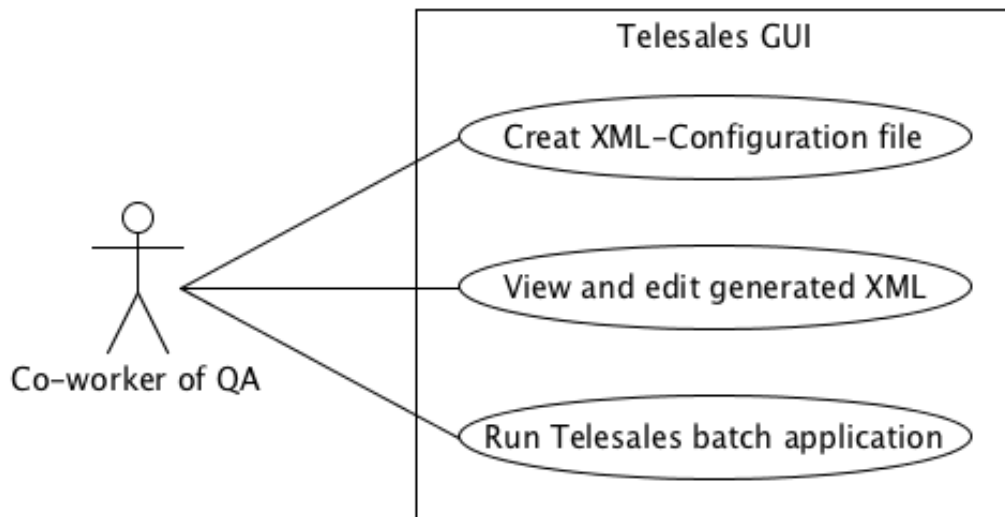 Telesales GUI
Creat XML-Configuration file
View and edit generated XML
Co-worker of QA
Run Telesales batch application